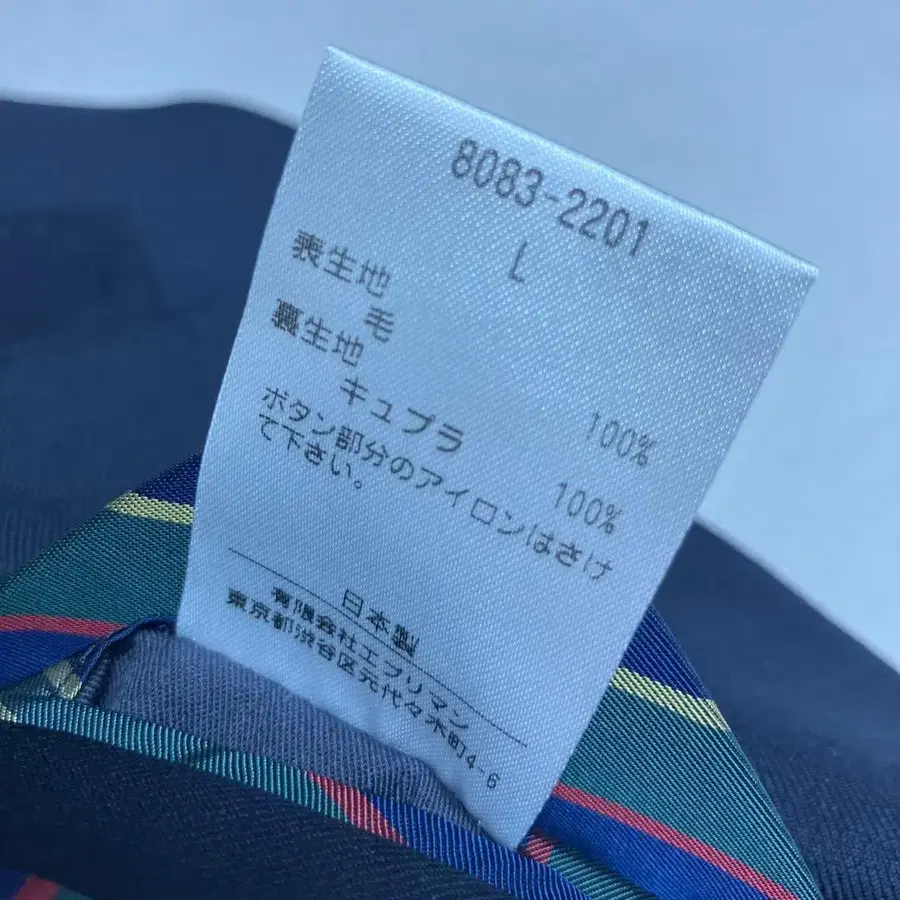 8083-2201
L
表生地
毛 100%
裏生地
キュプラ 100%
ボタン部分のアイロンはさけ
て下さい。
日本製
有限会社エブリマン
東京都渋谷区元代々木町4-6